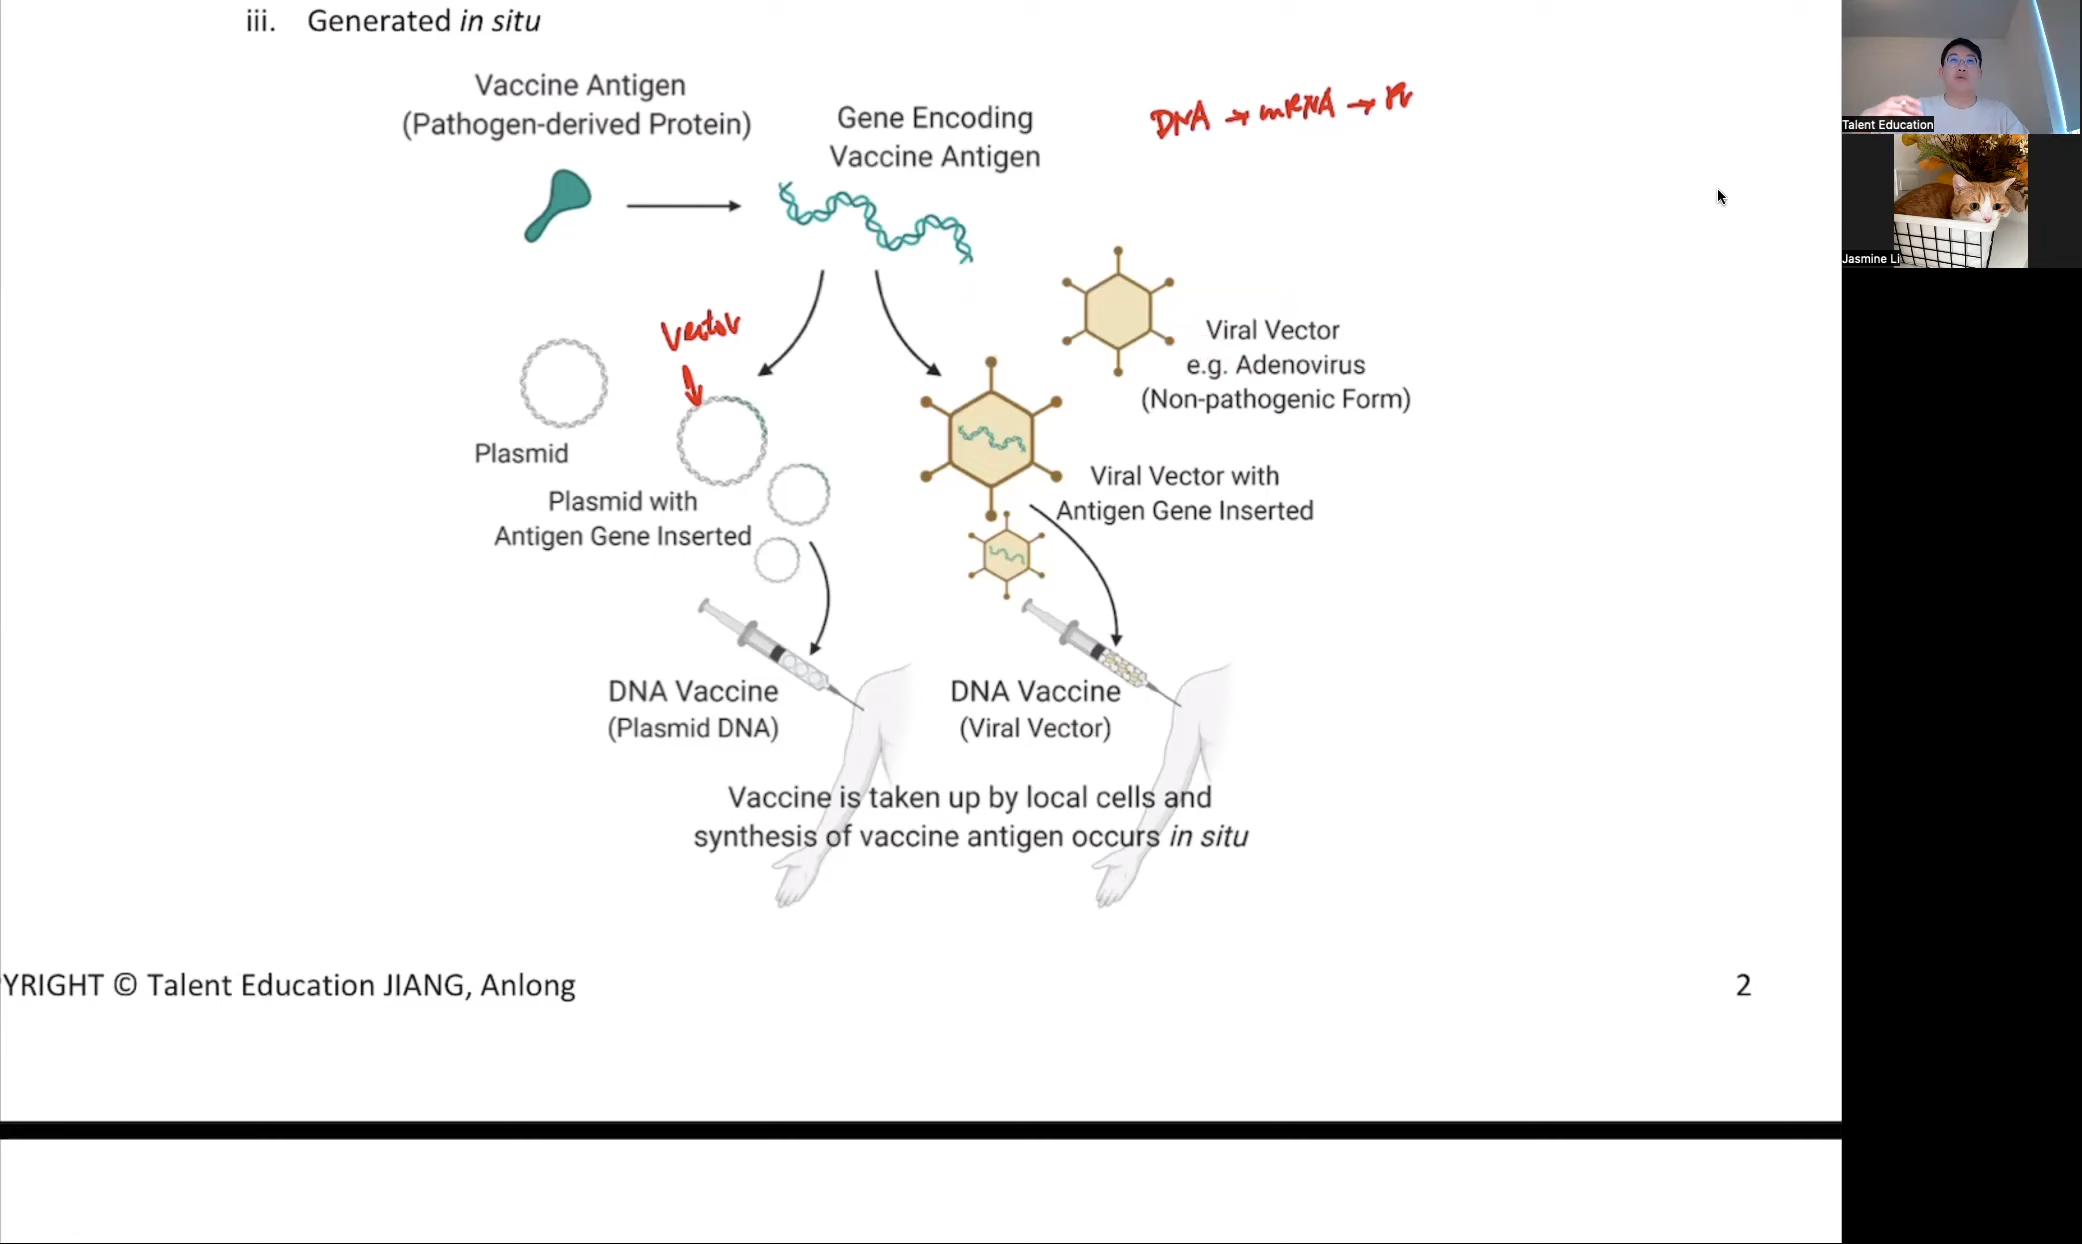 iii. Generated in situ
Vaccine Antigen
(Pathogen-derived Protein)
Gene Encoding
Vaccine Antigen
DNA → mRNA → Pr
Vector
Plasmid
Plasmid with
Antigen Gene Inserted
Viral Vector
e.g. Adenovirus
(Non-pathogenic Form)
Viral Vector with
Antigen Gene Inserted
DNA Vaccine
(Plasmid DNA)
DNA Vaccine
(Viral Vector)
Vaccine is taken up by local cells and
synthesis of vaccine antigen occurs in situ
YRIGHT © Talent Education JIANG, Anlong
2
Talent Education
Jasmine Li